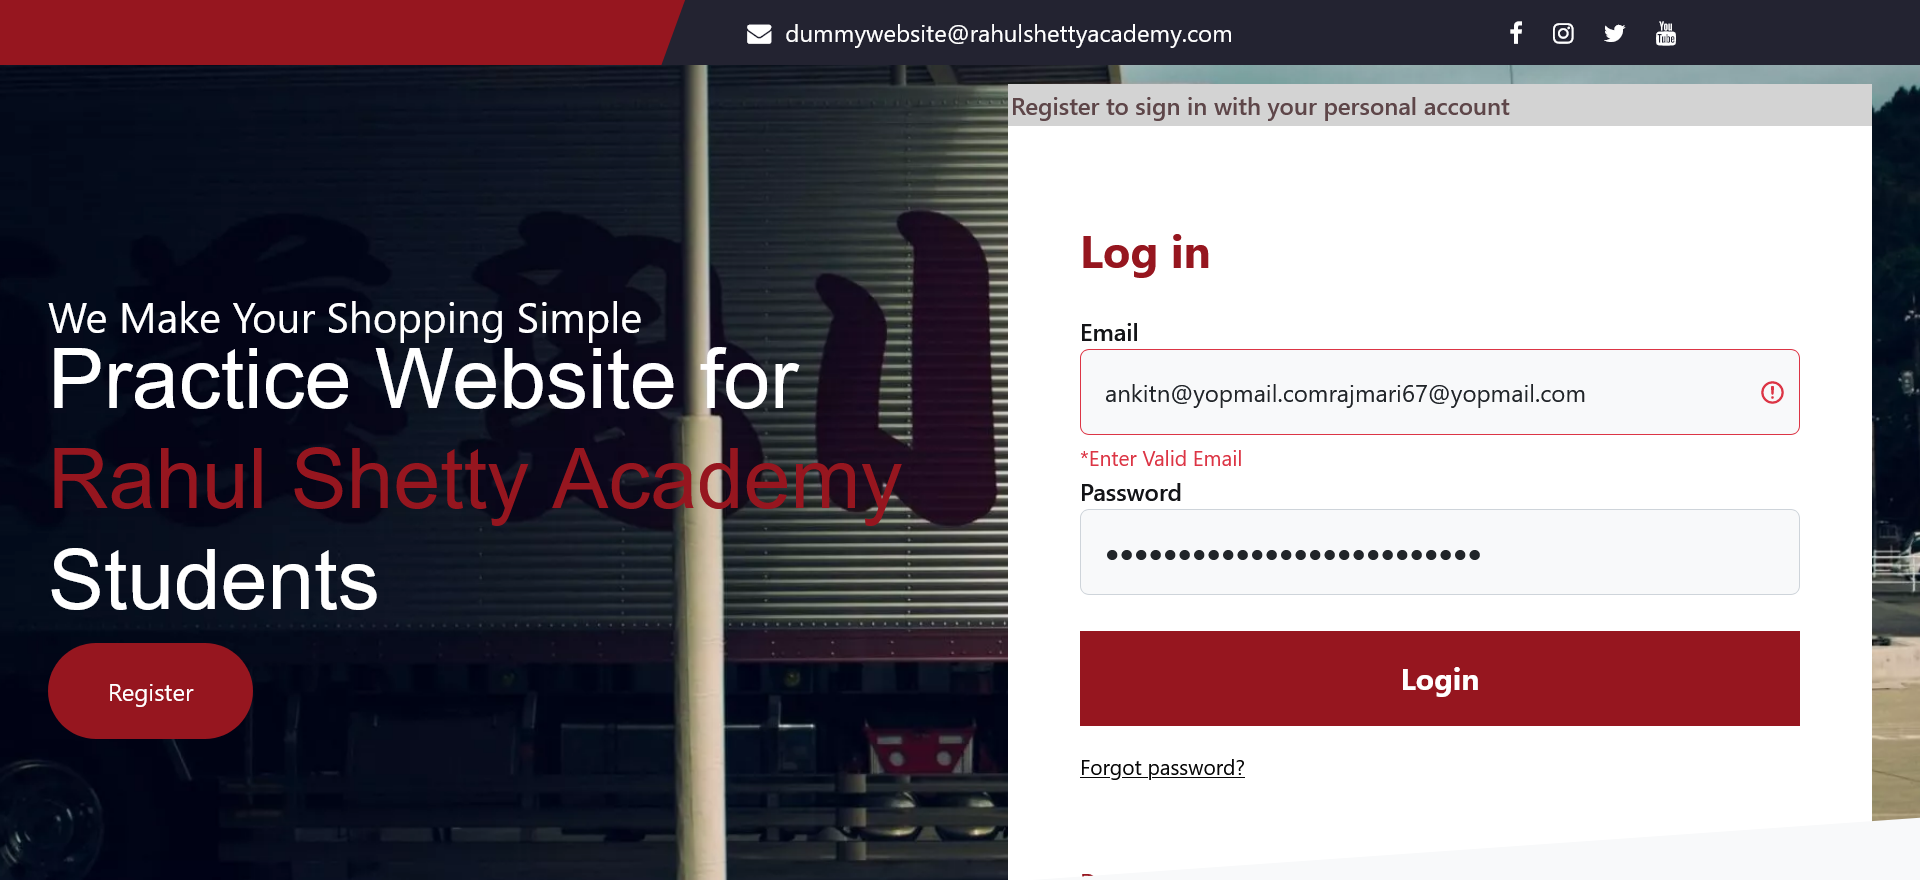 dummywebsite@rahulshettyacademy.com
You
Tube
Register to sign in with your personal account
We Make Your Shopping Simple
Practice Website for
Rahul Shetty Academy
Students
Register
Log in
Email
ankitn@yopmail.comrajmari67@yopmail.com
*Enter Valid Email
Password
Login
Forgot password?